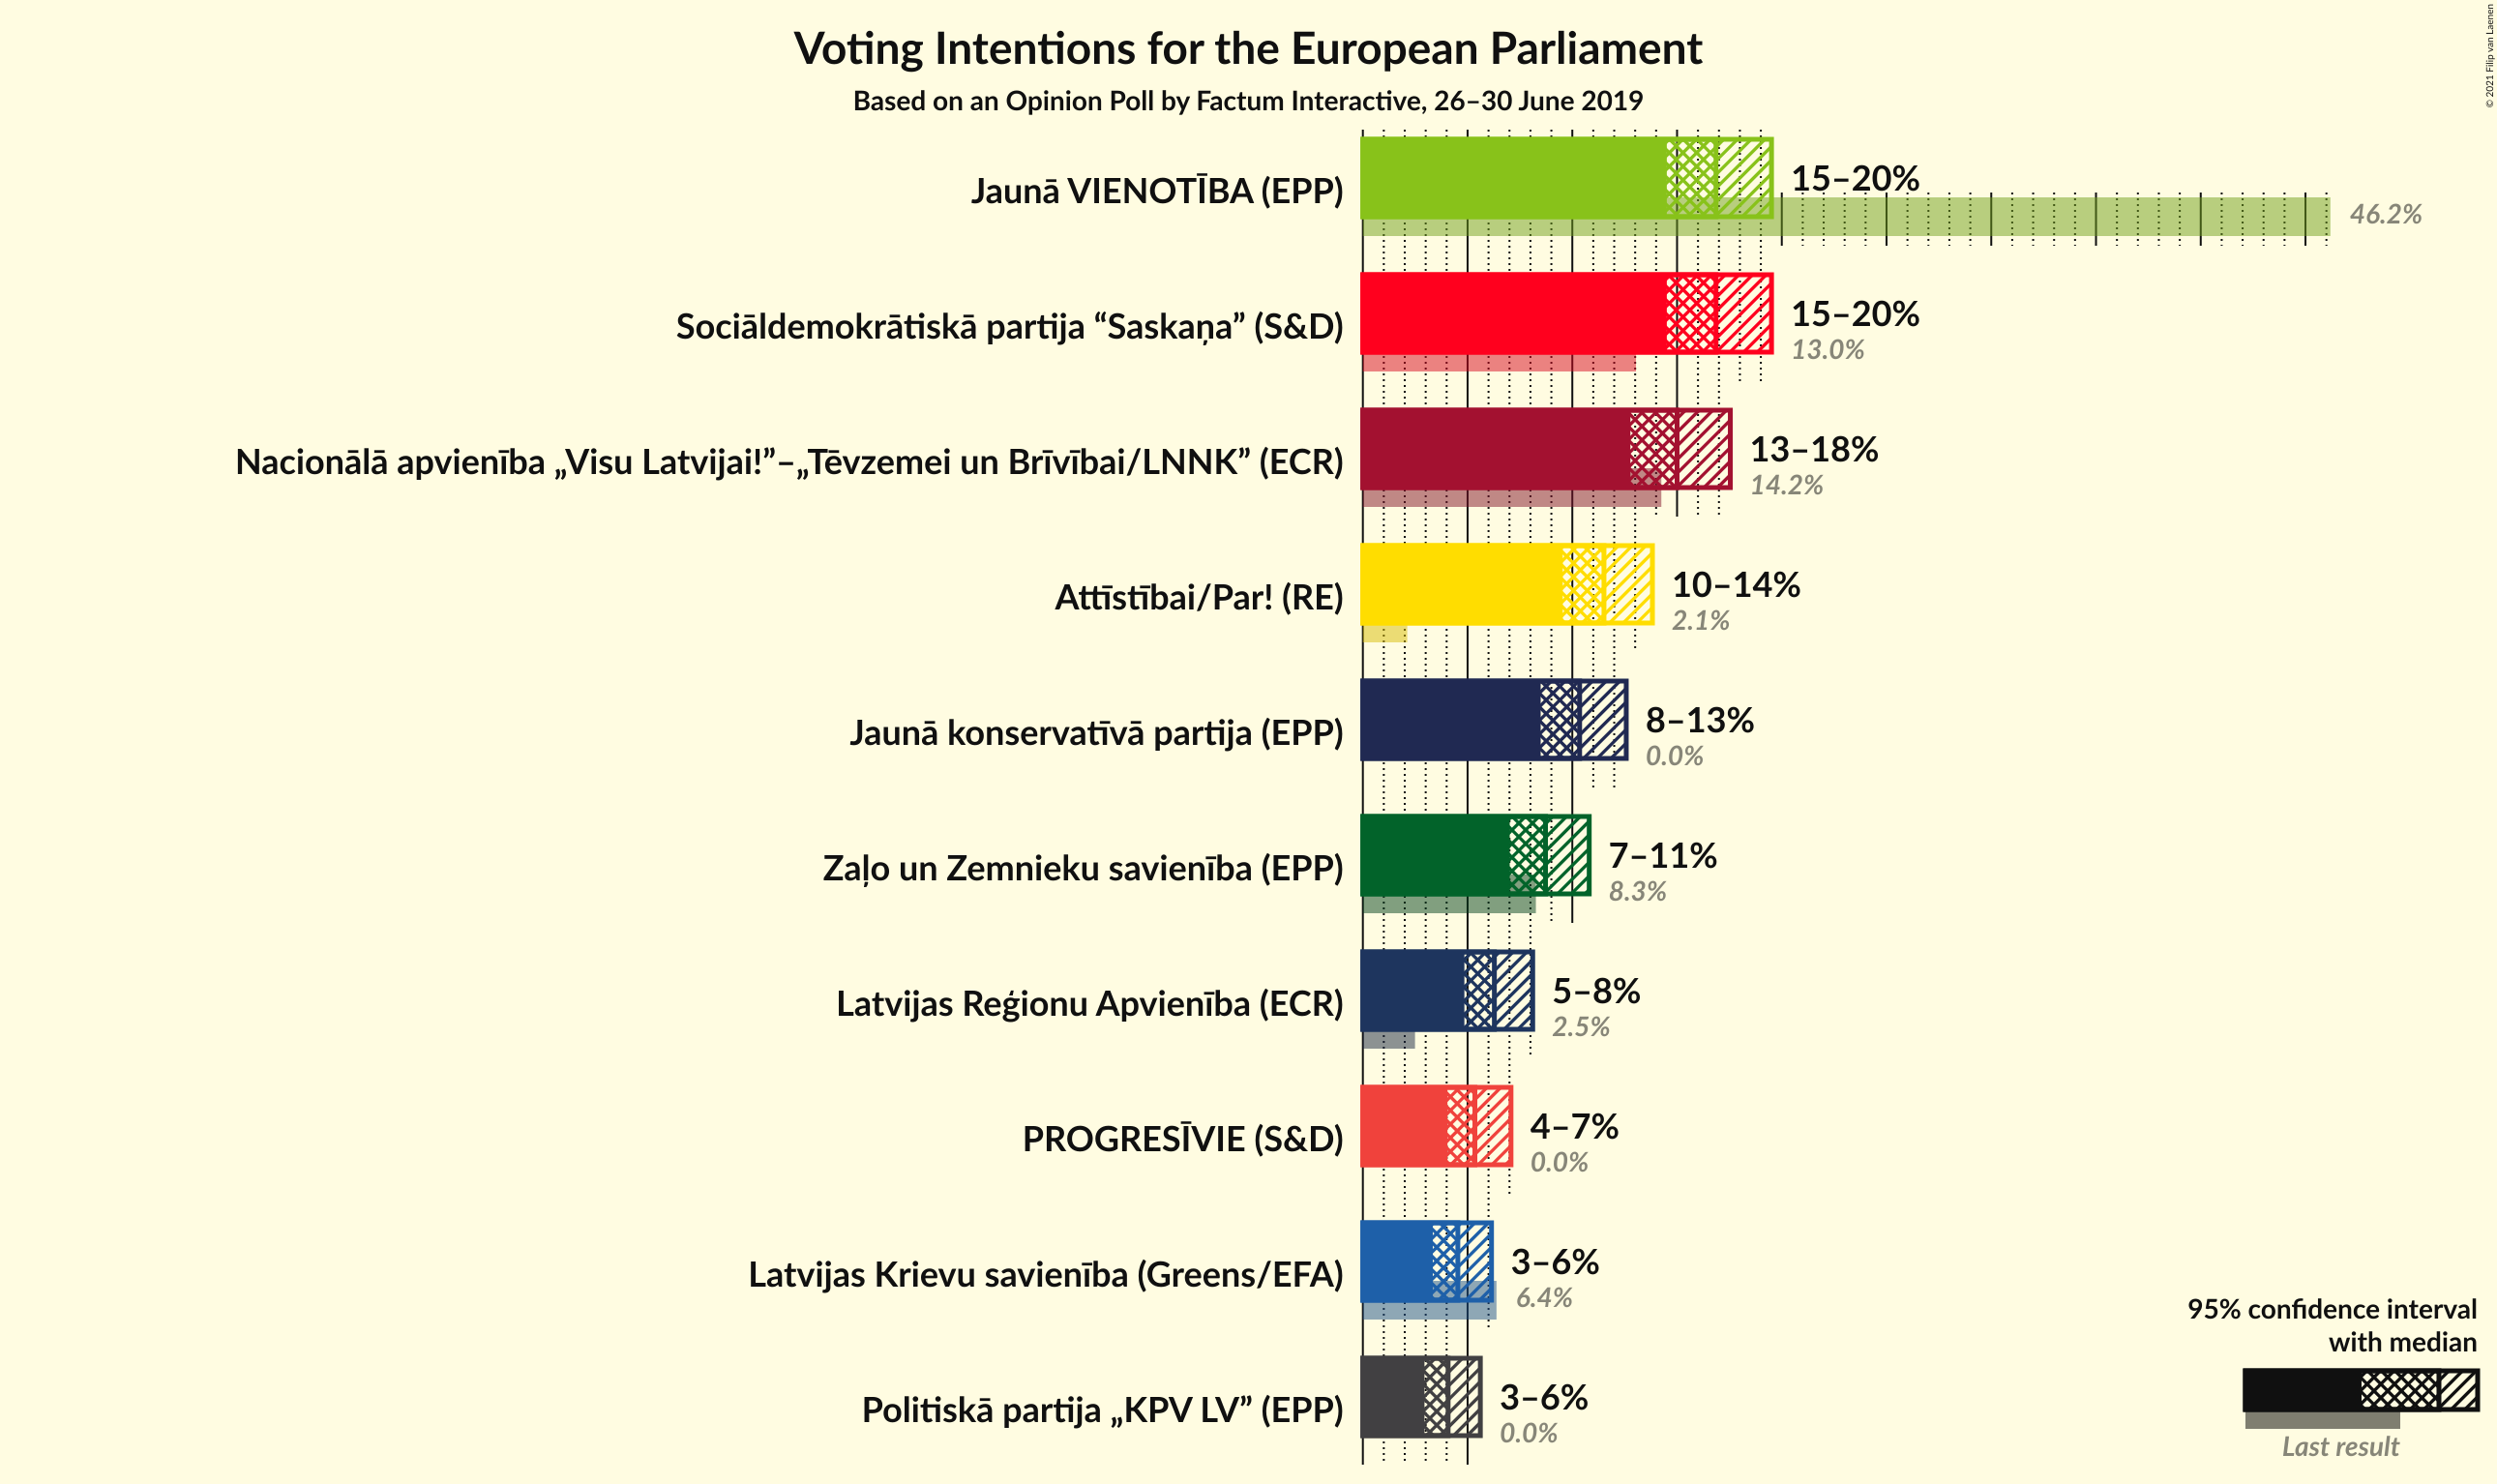 Voting Intentions for the European Parliament
Based on an Opinion Poll by Factum Interactive, 26–30 June 2019
© 2021 Filip van Laenen
Jaunā VIENOTĪBA (EPP)
15–20%
46.2%
Sociāldemokrātiskā partija “Saskaņa” (S&D)
15–20%
13.0%
Nacionālā apvienība „Visu Latvijai!”–„Tēvzemei un Brīvībai/LNNK” (ECR)
13–18%
14.2%
Attīstībai/Par! (RE)
10–14%
2.1%
Jaunā konservatīvā partija (EPP)
8–13%
0.0%
Zaļo un Zemnieku savienība (EPP)
7–11%
8.3%
Latvijas Reģionu Apvienība (ECR)
5–8%
2.5%
PROGRESĪVIE (S&D)
4–7%
0.0%
Latvijas Krievu savienība (Greens/EFA)
3–6%
6.4%
Politiskā partija „KPV LV” (EPP)
3–6%
0.0%
95% confidence interval
with median
Last result